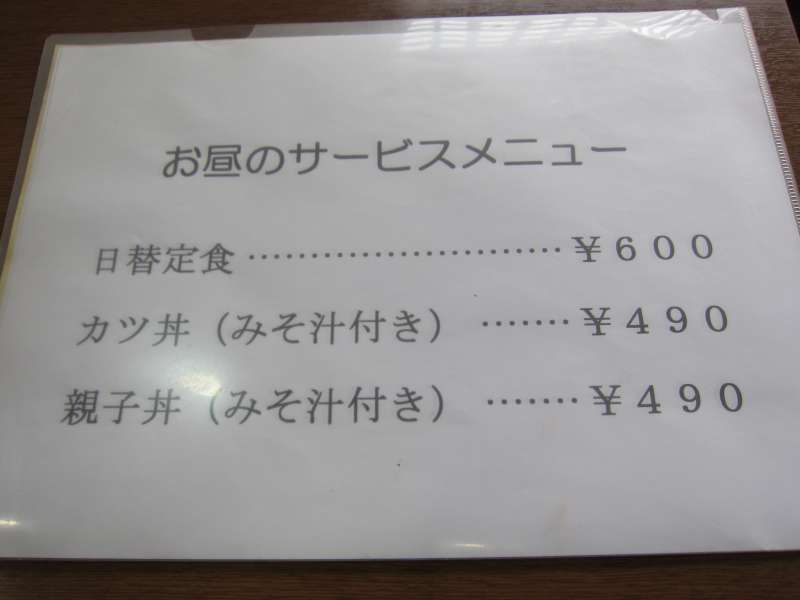 お昼のサービスメニュー
日替定食 ‥‥‥‥‥‥‥‥‥‥‥‥‥ ￥６００
カツ丼（みそ汁付き） ‥‥‥‥ ￥４９０
親子丼（みそ汁付き） ‥‥‥‥ ￥４９０